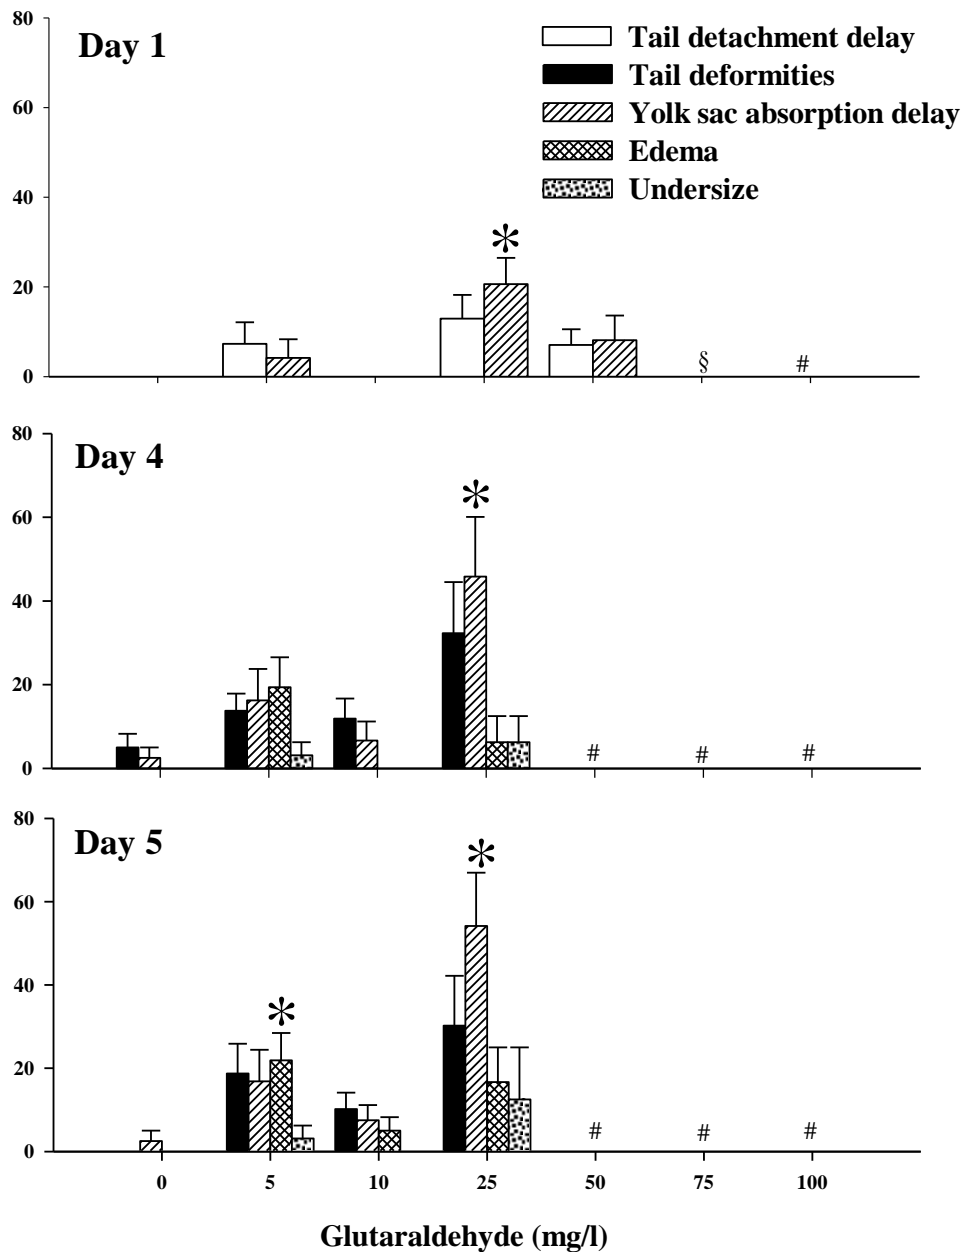 80
60
40
20
0
Day 1
Tail detachment delay
Tail deformities
Yolk sac absorption delay
Edema
Undersize
*
§
#
80
60
40
20
0
Day 4
*
# # #
80
60
40
20
0
Day 5
* *
# # #
0 5 10 25 50 75 100
Glutaraldehyde (mg/l)